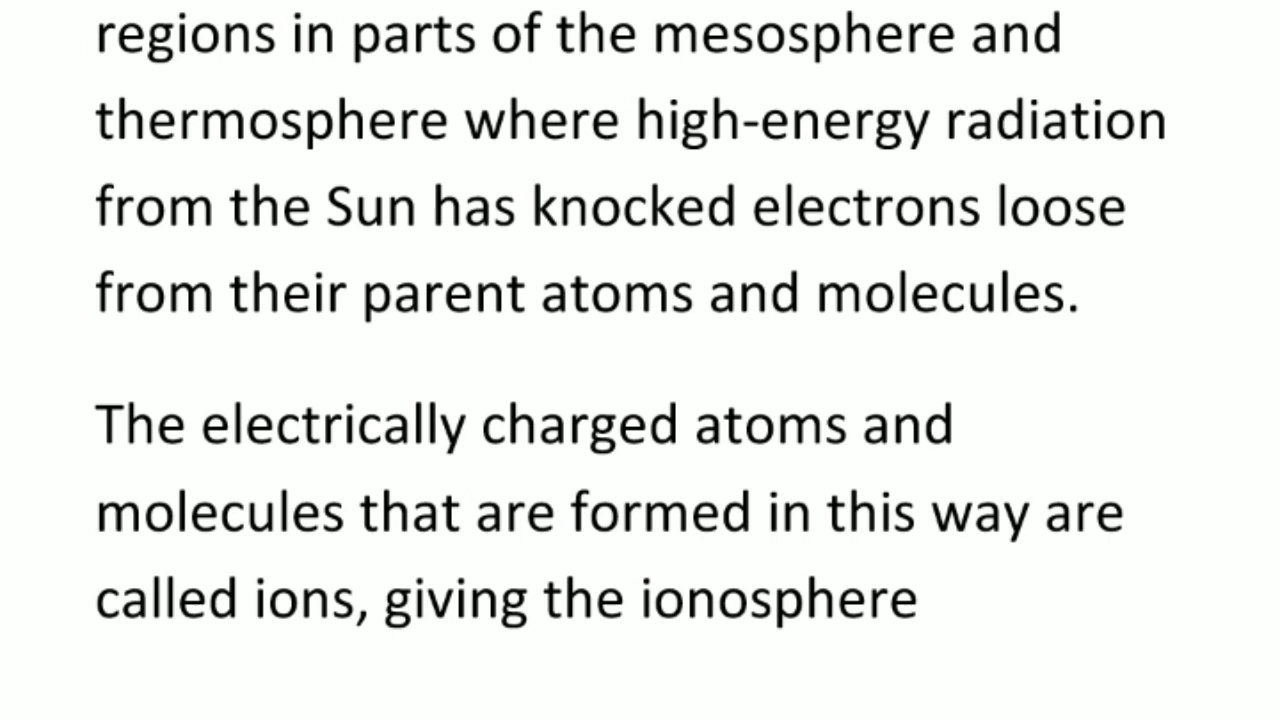 regions in parts of the mesosphere and
thermosphere where high-energy radiation
from the Sun has knocked electrons loose
from their parent atoms and molecules.
The electrically charged atoms and
molecules that are formed in this way are
called ions, giving the ionosphere